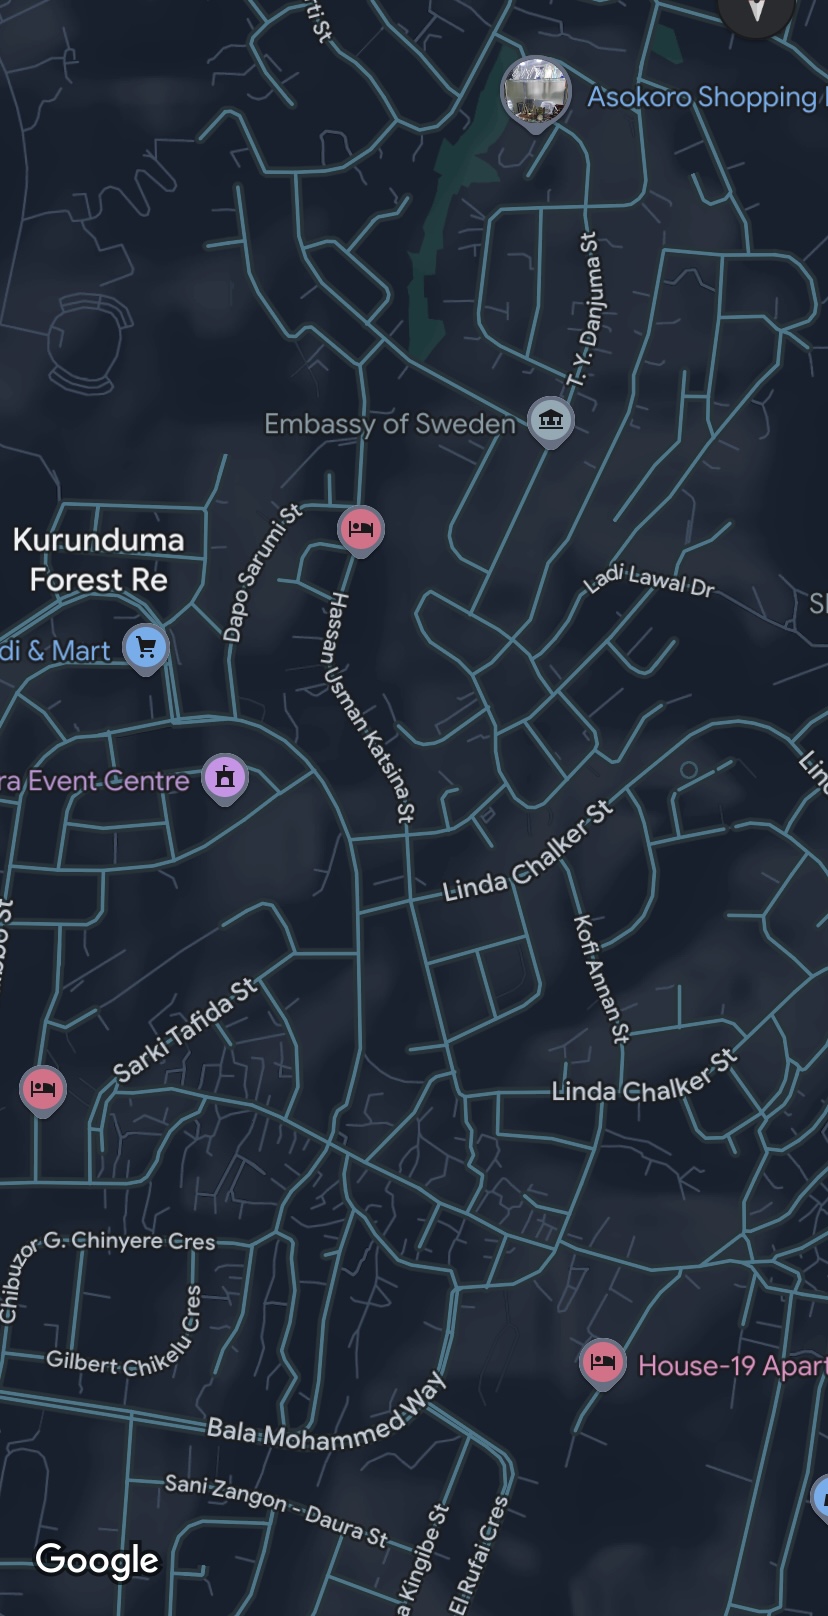 rti St
Asokoro Shopping
T. Y. Danjuma St
Embassy of Sweden
Dapo Sarumi St
Kurunduma
Forest Re
Hassan Usman Katsina St
Ladi Lawal Dr
di & Mart
ra Event Centre
Linda Chalker St
Kofi Annan St
Sarki Tafida St
Linda Chalker St
G. Chinyere Cres
Chibuzor
Gilbert Chikelu Cres
House-19 Apart
Bala Mohammed Way
Sani Zangon - Daura St
a Kingibe St
El Rufai Cres
Google